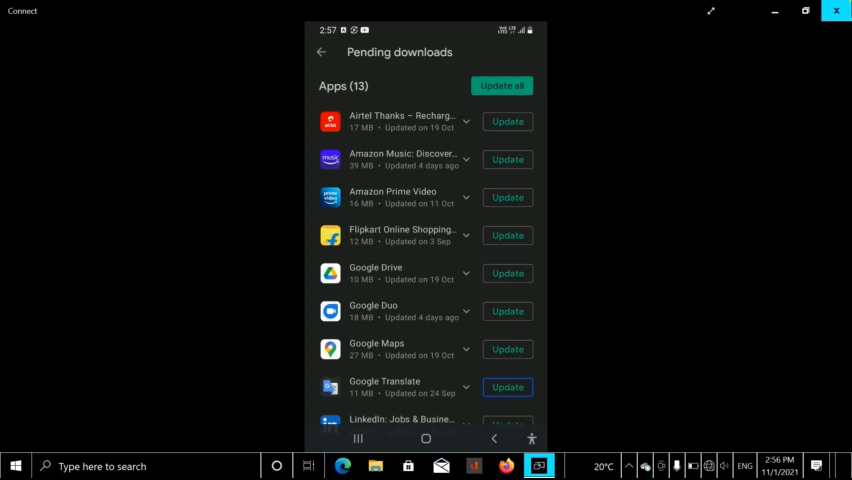 Connect
2:57
Pending downloads
Apps (13)
Update all
Airtel Thanks – Recharg...
17 MB • Updated on 19 Oct
Update
Amazon Music: Discover...
39 MB • Updated 4 days ago
Update
Amazon Prime Video
16 MB • Updated on 11 Oct
Update
Flipkart Online Shopping...
12 MB • Updated on 3 Sep
Update
Google Drive
10 MB • Updated on 19 Oct
Update
Google Duo
18 MB • Updated 4 days ago
Update
Google Maps
27 MB • Updated on 19 Oct
Update
Google Translate
11 MB • Updated on 24 Sep
Update
LinkedIn: Jobs & Busine...
Type here to search
20°C
ENG
2:56 PM
11/1/2021